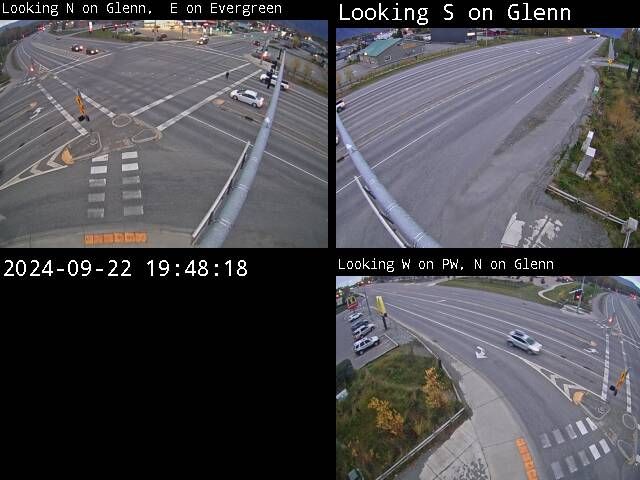 Looking N on Glenn, E on Evergreen
Looking S on Glenn
2024-09-22 19:48:18
Looking W on PW, N on Glenn